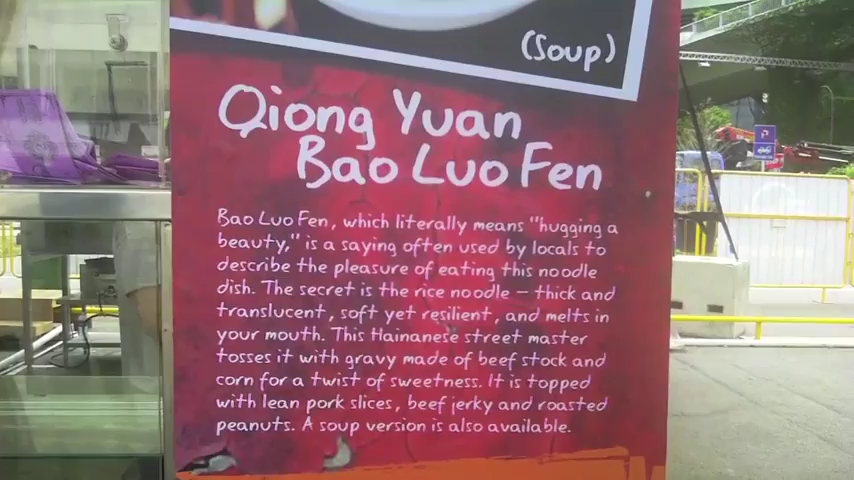 (Soup)
Qiong Yuan
Bao Luo Fen
Bao Luo Fen, which literally means "hugging a
beauty," is a saying often used by locals to
describe the pleasure of eating this noodle
dish. The secret is the rice noodle – thick and
translucent, soft yet resilient, and melts in
your mouth. This Hainanese street master
tosses it with gravy made of beef stock and
corn for a twist of sweetness. It is topped
with lean pork slices, beef jerky and roasted
peanuts. A soup version is also available.